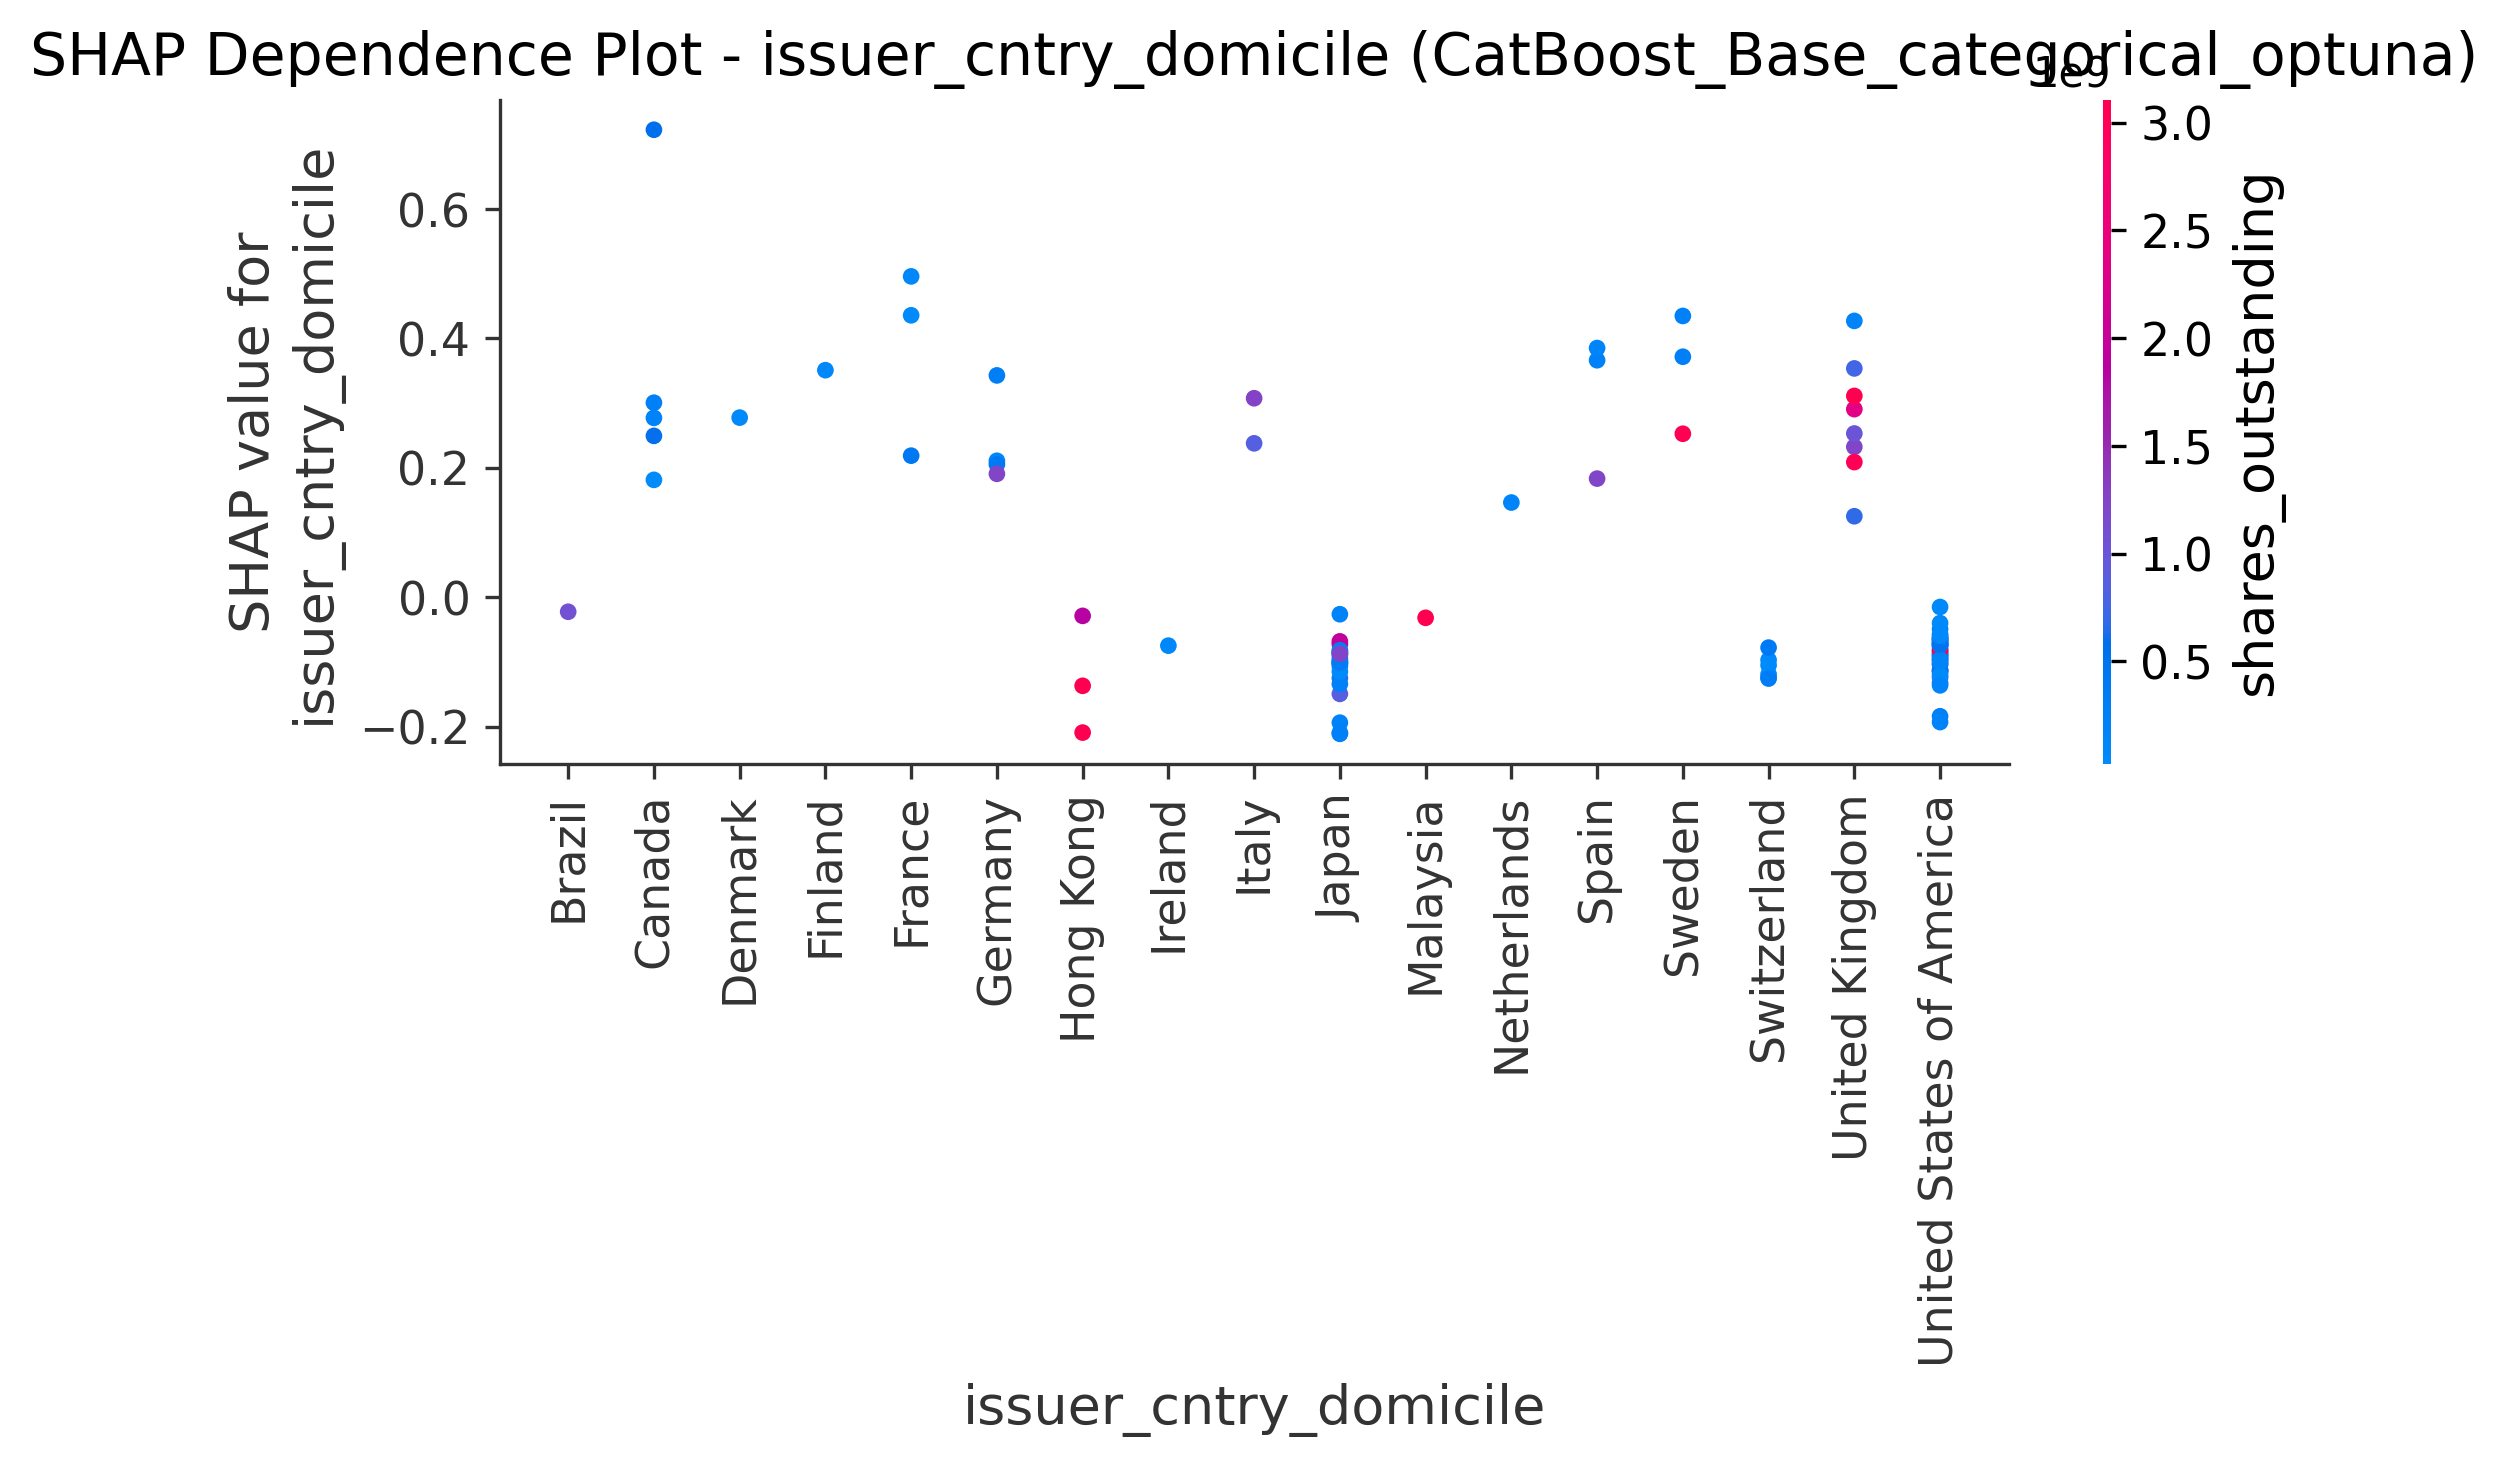 SHAP Dependence Plot - issuer_cntry_domicile (CatBoost_Base_categorical_optuna)
1e9
SHAP value for
issuer_cntry_domicile
0.6
0.4
0.2
0.0
−0.2
3.0
2.5
2.0
1.5
1.0
0.5
shares_outstanding
Brazil
Canada
Denmark
Finland
France
Germany
Hong Kong
Ireland
Italy
Japan
Malaysia
Netherlands
Spain
Sweden
Switzerland
United Kingdom
United States of America
issuer_cntry_domicile